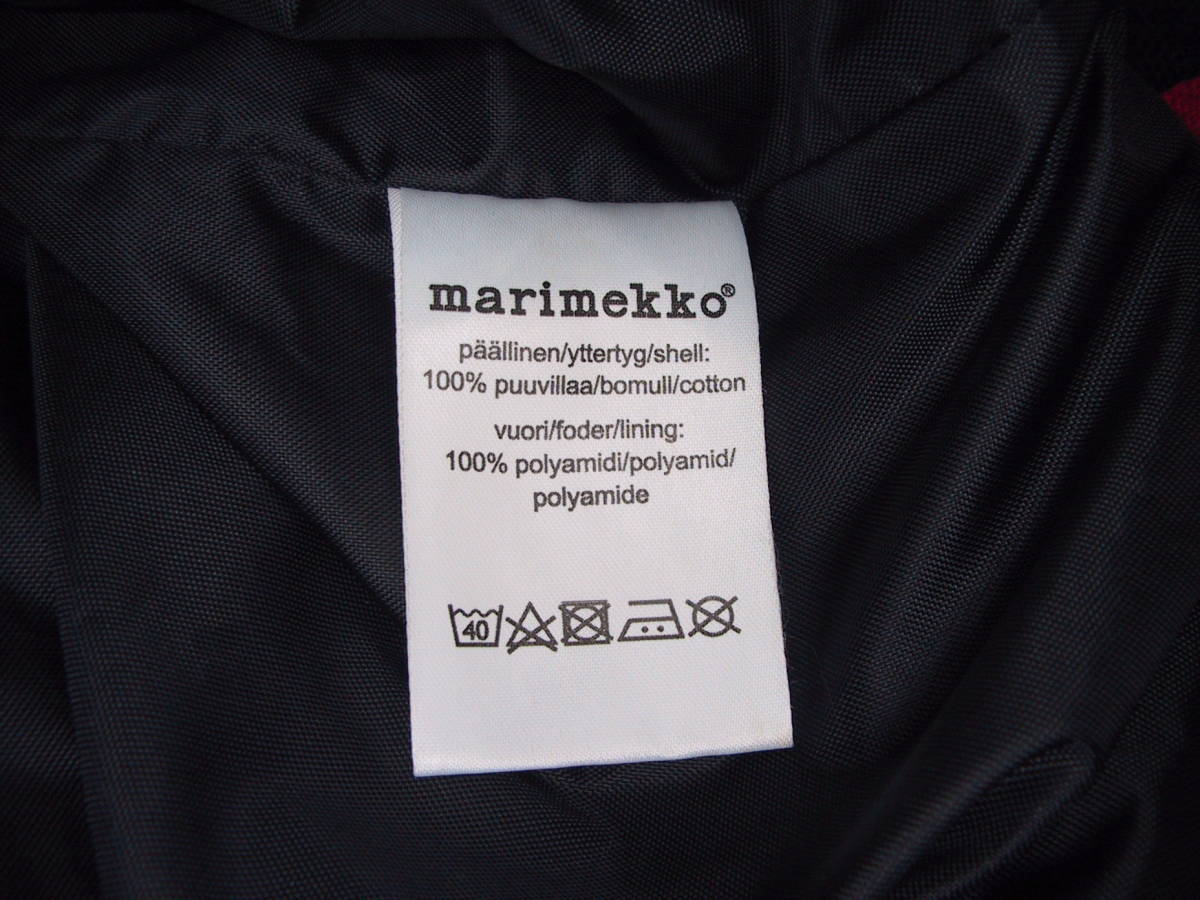 marimekko®
päällinen/yttertyg/shell:
100% puuvillaa/bomull/cotton
vuori/foder/lining:
100% polyamidi/polyamid/
polyamide
40